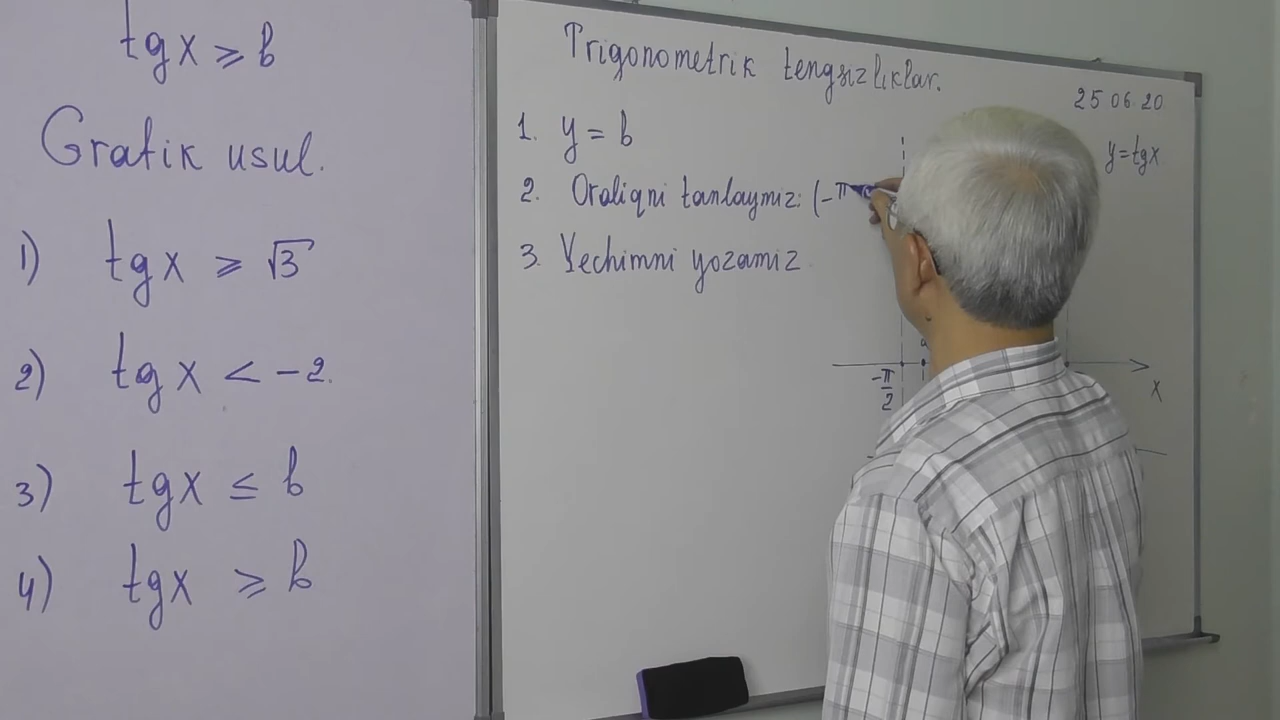 tgx ⩾ b
Grafik usul.
1) tgx ⩾ √3
2) tgx < -2.
3) tgx ≤ b
4) tgx ⩾ b
Trigonometrik tengsizliklar.
25 06 20
1. y = b
y=tgx
2. Oraliqni tanlaymiz: (-π
3. Yechimni yozamiz
-π/2
x